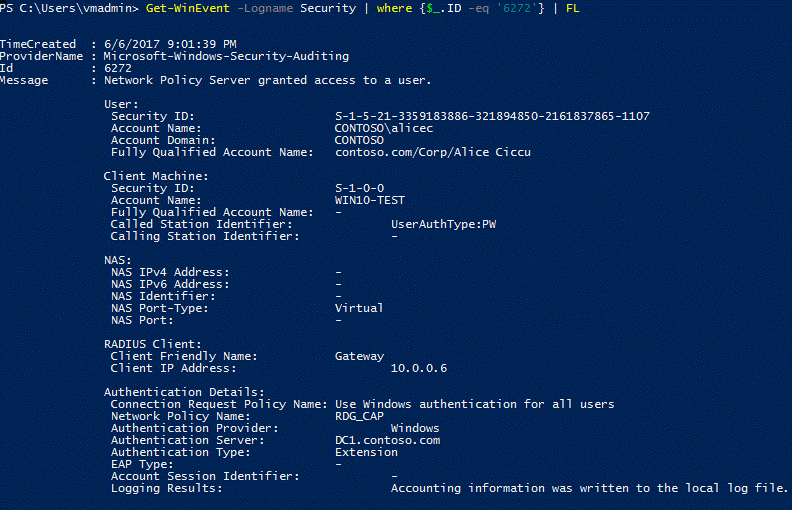 PS C:\Users\vmadmin> Get-WinEvent -Logname Security | where {$_.ID -eq '6272'} | FL
TimeCreated : 6/6/2017 9:01:39 PM
ProviderName : Microsoft-Windows-Security-Auditing
Id : 6272
Message : Network Policy Server granted access to a user.
User:
Security ID: S-1-5-21-3359183886-321894850-2161837865-1107
Account Name: CONTOSO\alicec
Account Domain: CONTOSO
Fully Qualified Account Name: contoso.com/Corp/Alice Ciccu
Client Machine:
Security ID: S-1-0-0
Account Name: WIN10-TEST
Fully Qualified Account Name: -
Called Station Identifier: UserAuthType:PW
Calling Station Identifier: -
NAS:
NAS IPv4 Address: -
NAS IPv6 Address: -
NAS Identifier: -
NAS Port-Type: Virtual
NAS Port: -
RADIUS Client:
Client Friendly Name: Gateway
Client IP Address: 10.0.0.6
Authentication Details:
Connection Request Policy Name: Use Windows authentication for all users
Network Policy Name: RDG_CAP
Authentication Provider: Windows
Authentication Server: DC1.contoso.com
Authentication Type: Extension
EAP Type: -
Account Session Identifier: -
Logging Results: Accounting information was written to the local log file.